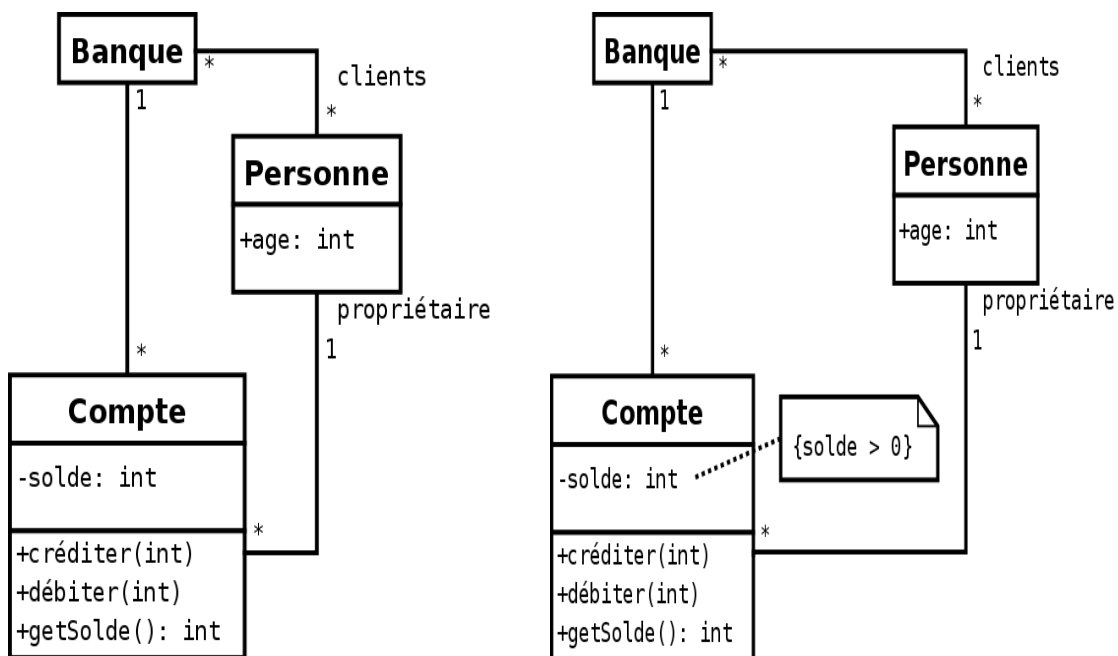 Banque
*
clients
1
*
Personne
+age: int
propriétaire
1
*
Compte
-solde: int
*
+créditer(int)
+débiter(int)
+getSolde(): int
Banque
*
clients
1
*
Personne
+age: int
propriétaire
1
*
Compte
{solde > 0}
-solde: int
*
+créditer(int)
+débiter(int)
+getSolde(): int